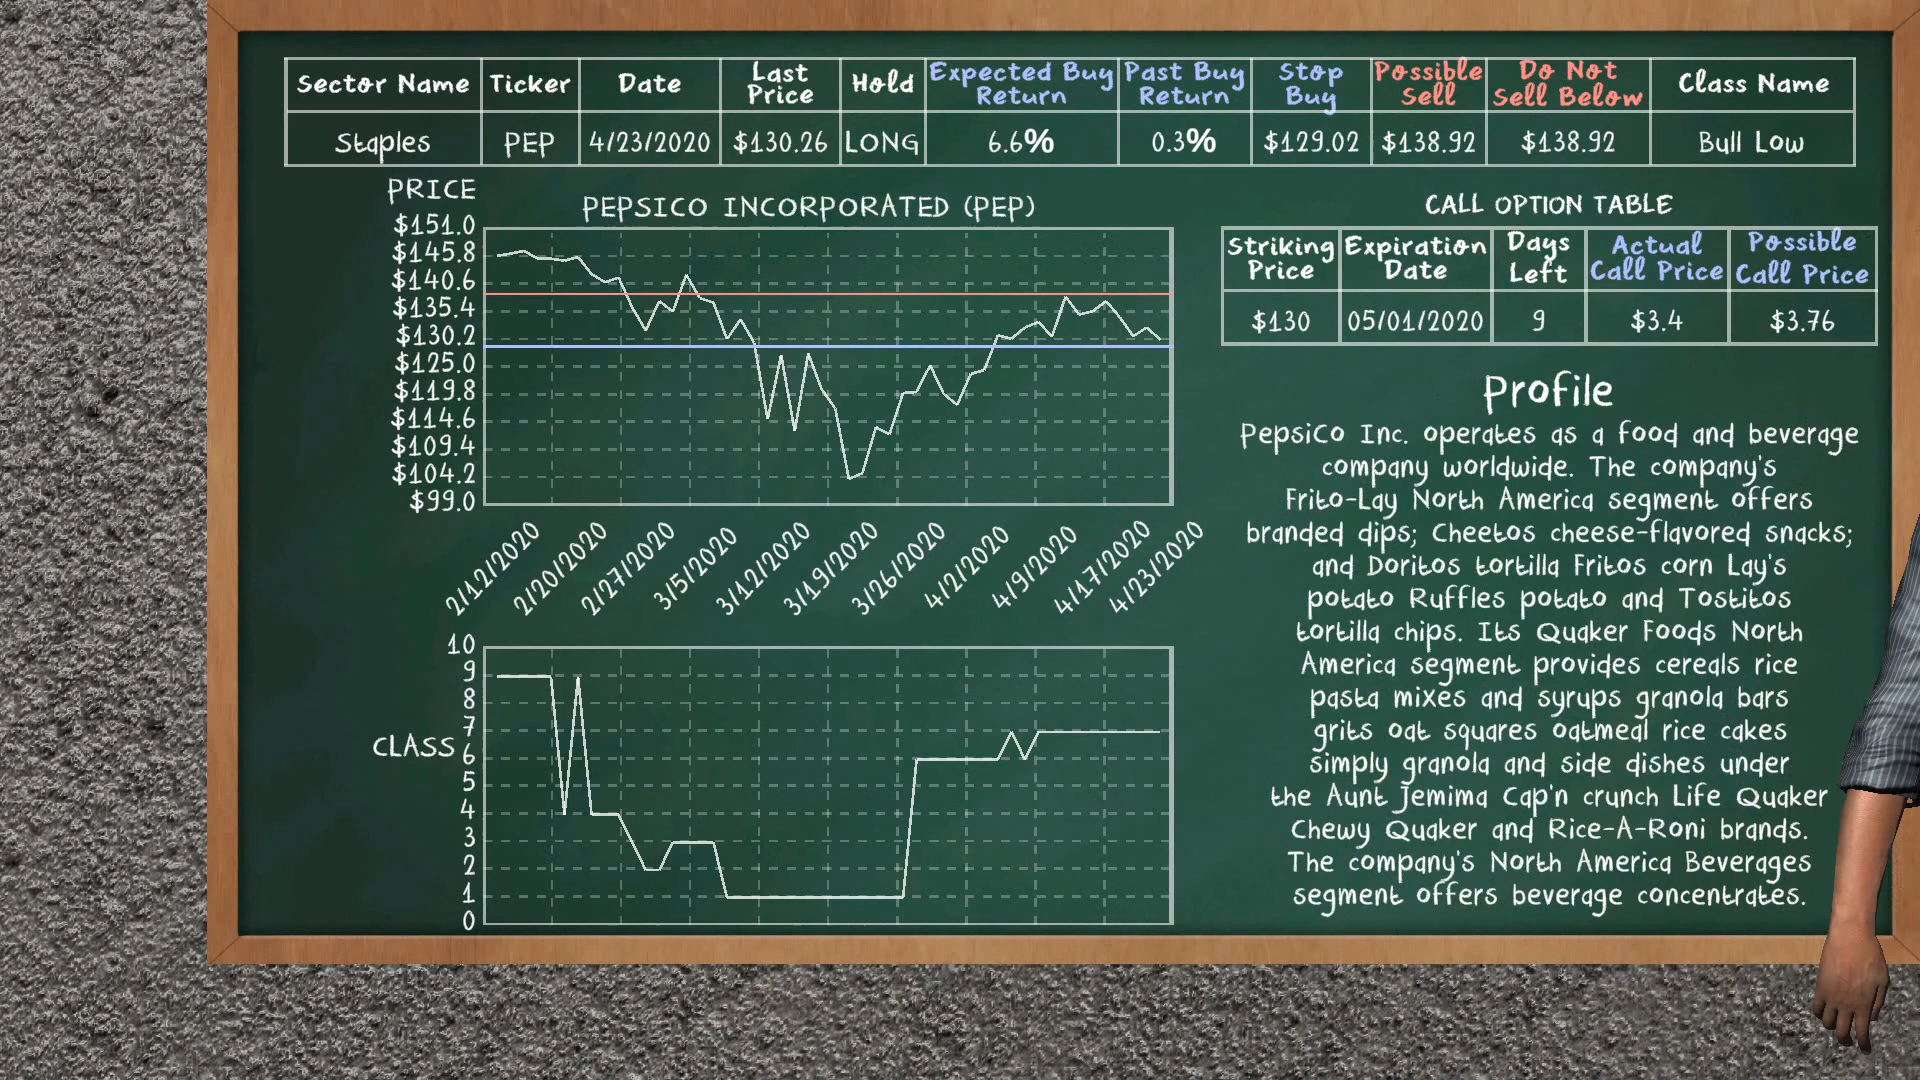 Sector Name Ticker Date Last Price Hold Expected Buy Return Past Buy Return Stop Buy Possible Sell Do Not Sell Below Class Name
Staples PEP 4/23/2020 $130.26 LONG 6.6% 0.3% $129.02 $138.92 $138.92 Bull Low
PRICE
PEPSICO INCORPORATED (PEP)
$151.0
$145.8
$140.6
$135.4
$130.2
$125.0
$119.8
$114.6
$109.4
$104.2
$99.0
2/12/2020 2/20/2020 2/27/2020 3/5/2020 3/12/2020 3/19/2020 3/26/2020 4/2/2020 4/9/2020 4/17/2020 4/23/2020
CLASS
10
9
8
7
6
5
4
3
2
1
0
CALL OPTION TABLE
Striking Price Expiration Date Days Left Actual Call Price Possible Call Price
$130 05/01/2020 9 $3.4 $3.76
Profile
PepsiCo Inc. operates as a food and beverage
company worldwide. The company's
Frito-Lay North America segment offers
branded dips; Cheetos cheese-flavored snacks;
and Doritos tortilla Fritos corn Lay's
potato Ruffles potato and Tostitos
tortilla chips. Its Quaker Foods North
America segment provides cereals rice
pasta mixes and syrups granola bars
grits oat squares oatmeal rice cakes
simply granola and side dishes under
the Aunt Jemima Cap'n crunch Life Quaker
Chewy Quaker and Rice-A-Roni brands.
The company's North America Beverages
segment offers beverage concentrates.